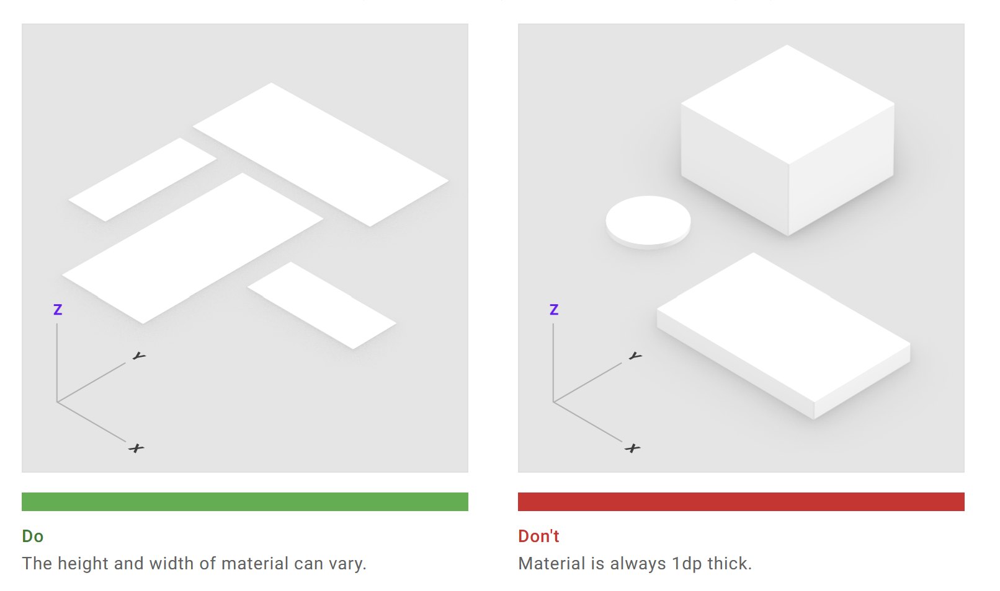 Z
Y
X
Z
Y
X
Do
The height and width of material can vary.
Don't
Material is always 1dp thick.